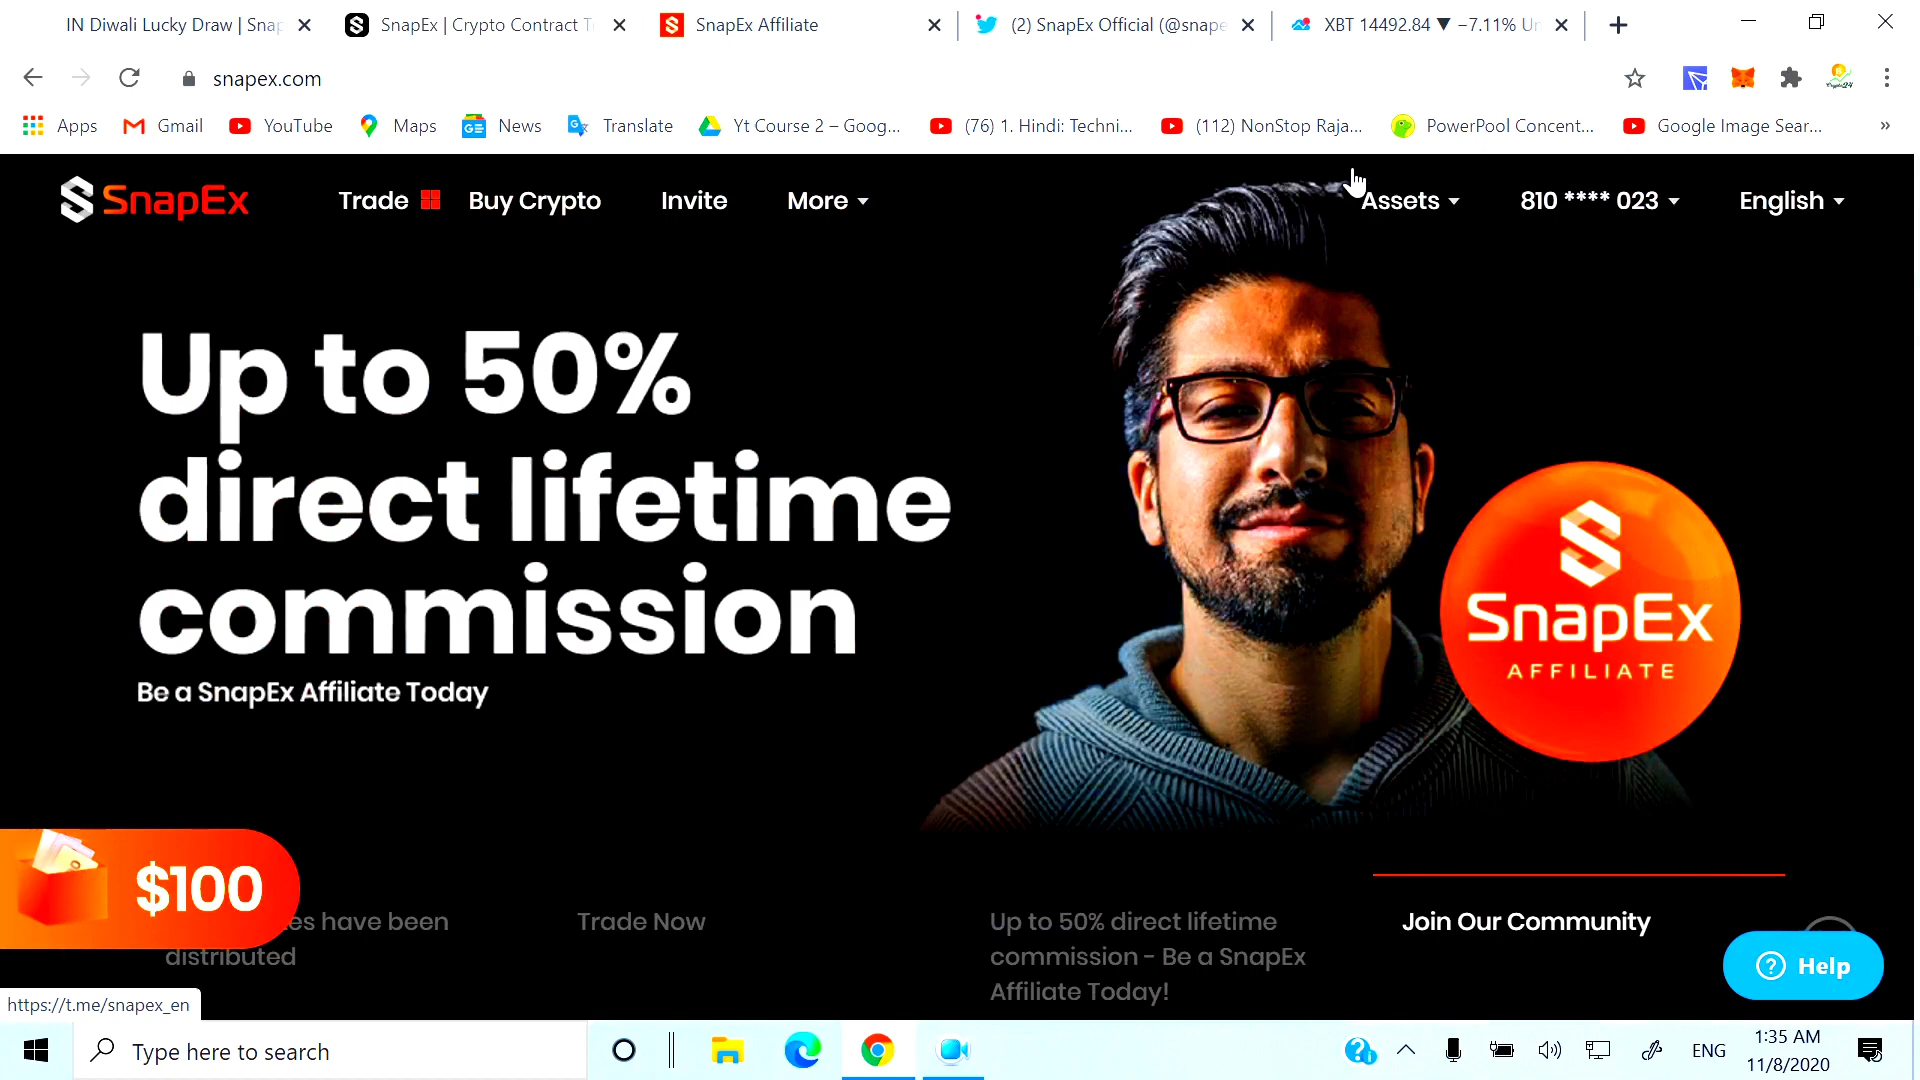 IN Diwali Lucky Draw | Snap
SnapEx | Crypto Contract T
SnapEx Affiliate
(2) SnapEx Official (@snape
XBT 14492.84 ▼ −7.11% Un
snapex.com
Apps
Gmail
YouTube
Maps
News
Translate
Yt Course 2 – Goog...
(76) 1. Hindi: Techni...
(112) NonStop Raja...
PowerPool Concent...
Google Image Sear...
»
SnapEx
Trade
Buy Crypto
Invite
More
Assets
810 **** 023
English
Up to 50%
direct lifetime
commission
Be a SnapEx Affiliate Today
SnapEx
AFFILIATE
$100
es have been
distributed
Trade Now
Up to 50% direct lifetime
commission - Be a SnapEx
Affiliate Today!
Join Our Community
Help
https://t.me/snapex_en
Type here to search
ENG
1:35 AM
11/8/2020